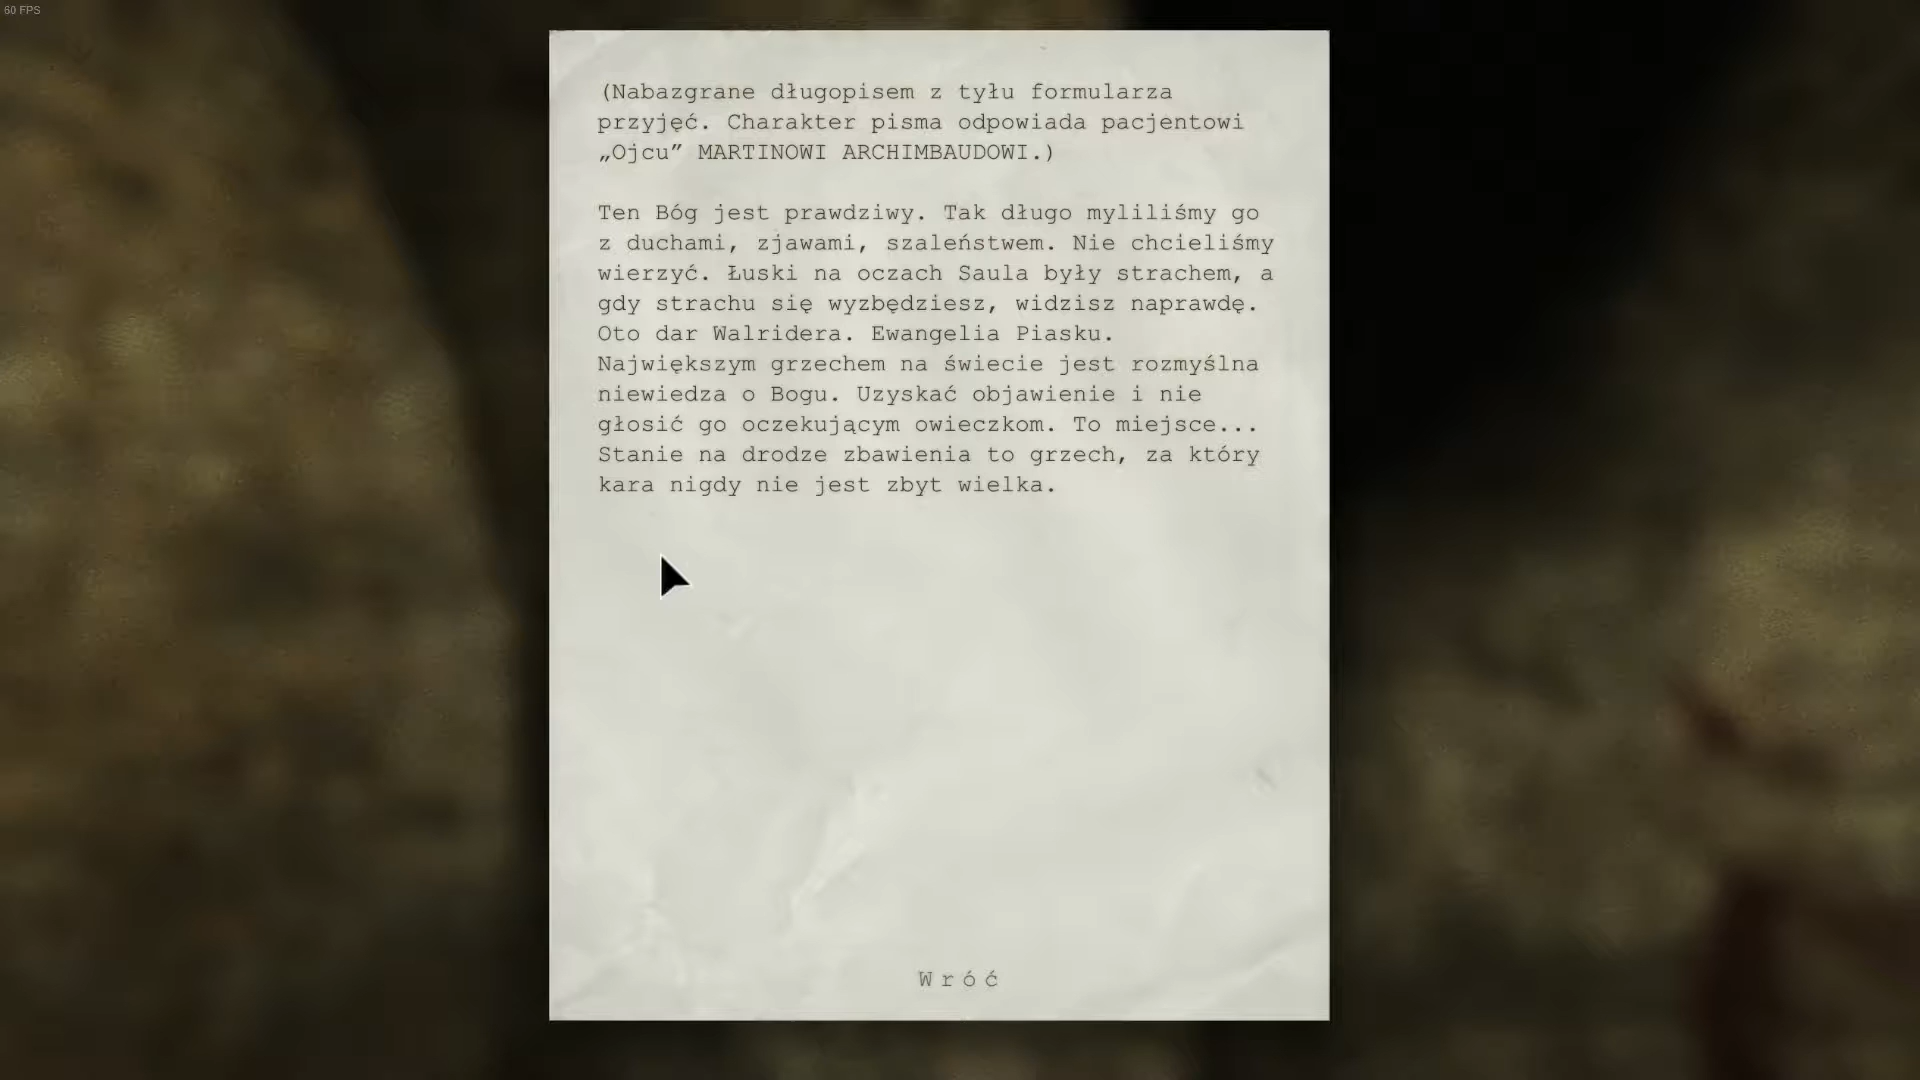 60 FPS
(Nabazgrane długopisem z tyłu formularza
przyjęć. Charakter pisma odpowiada pacjentowi
„Ojcu” MARTINOWI ARCHIMBAUDOWI.)
Ten Bóg jest prawdziwy. Tak długo myliliśmy go
z duchami, zjawami, szaleństwem. Nie chcieliśmy
wierzyć. Łuski na oczach Saula były strachem, a
gdy strachu się wyzbędziesz, widzisz naprawdę.
Oto dar Walridera. Ewangelia Piasku.
Największym grzechem na świecie jest rozmyślna
niewiedza o Bogu. Uzyskać objawienie i nie
głosić go oczekującym owieczkom. To miejsce...
Stanie na drodze zbawienia to grzech, za który
kara nigdy nie jest zbyt wielka.
Wróć